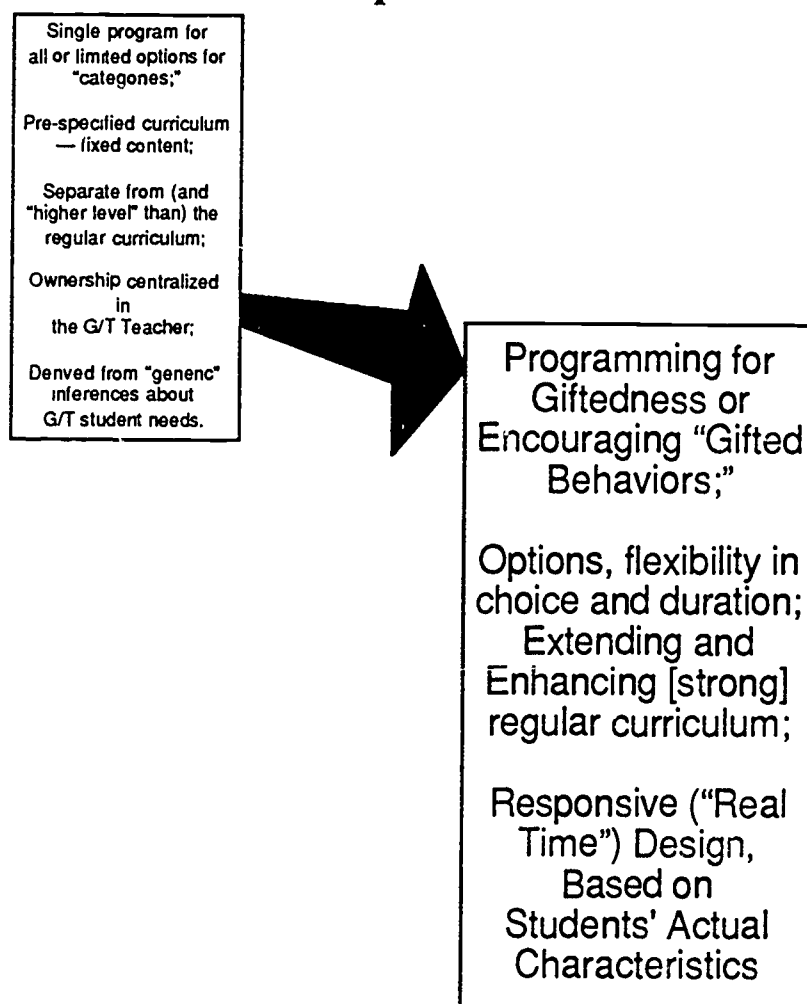 Single program for
all or limited options for
"categones;"
Pre-specified curriculum
— fixed content;
Separate from (and
"higher level" than) the
regular curriculum;
Ownership centralized
in
the G/T Teacher;
Denved from "genenc"
inferences about
G/T student needs.
Programming for
Giftedness or
Encouraging “Gifted
Behaviors;”
Options, flexibility in
choice and duration;
Extending and
Enhancing [strong]
regular curriculum;
Responsive (“Real
Time”) Design,
Based on
Students' Actual
Characteristics